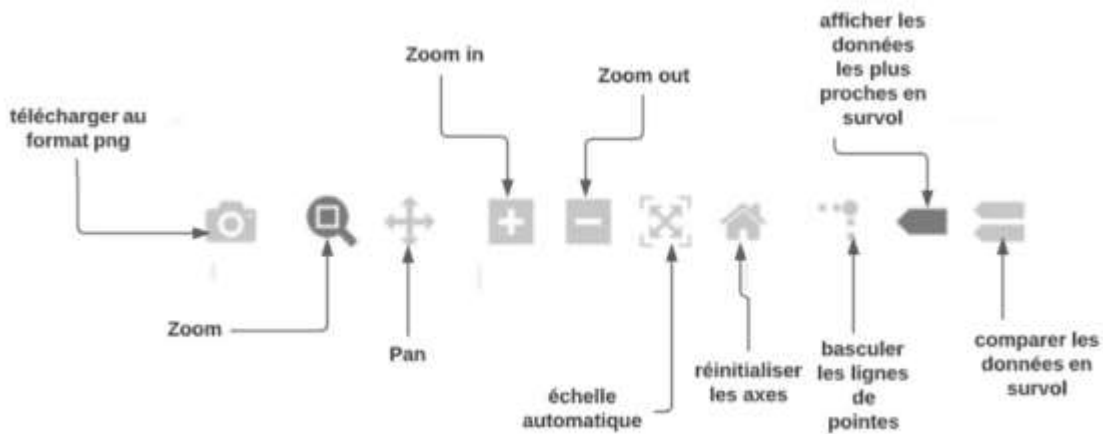 télécharger au
format png
Zoom in
Zoom out
afficher les
données
les plus
proches en
survol
Zoom
Pan
échelle
automatique
réinitialiser
les axes
basculer
les lignes
de
pointes
comparer les
données en
survol